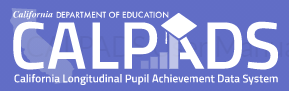 California DEPARTMENT OF EDUCATION
CALPADS
California Longitudinal Pupil Achievement Data System